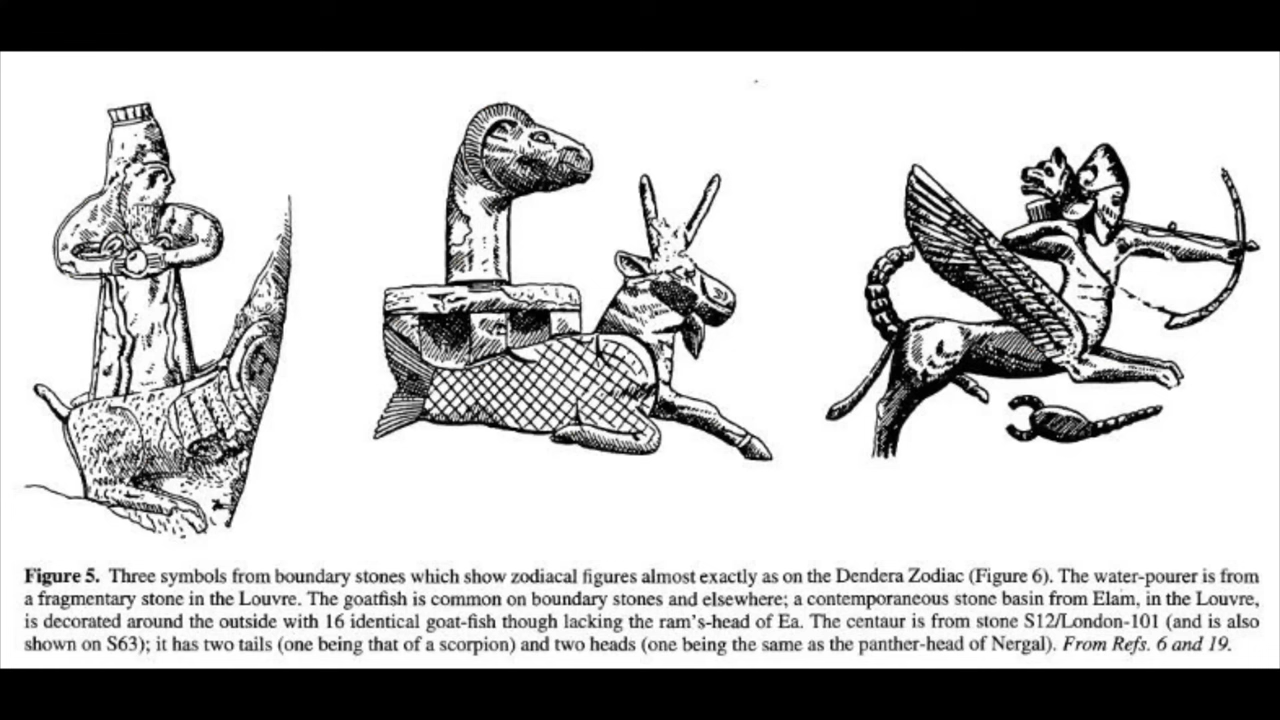 Figure 5. Three symbols from boundary stones which show zodiacal figures almost exactly as on the Dendera Zodiac (Figure 6). The water-pourer is from
a fragmentary stone in the Louvre. The goatfish is common on boundary stones and elsewhere; a contemporaneous stone basin from Elam, in the Louvre,
is decorated around the outside with 16 identical goat-fish though lacking the ram's-head of Ea. The centaur is from stone S12/London-101 (and is also
shown on S63); it has two tails (one being that of a scorpion) and two heads (one being the same as the panther-head of Nergal). From Refs. 6 and 19.